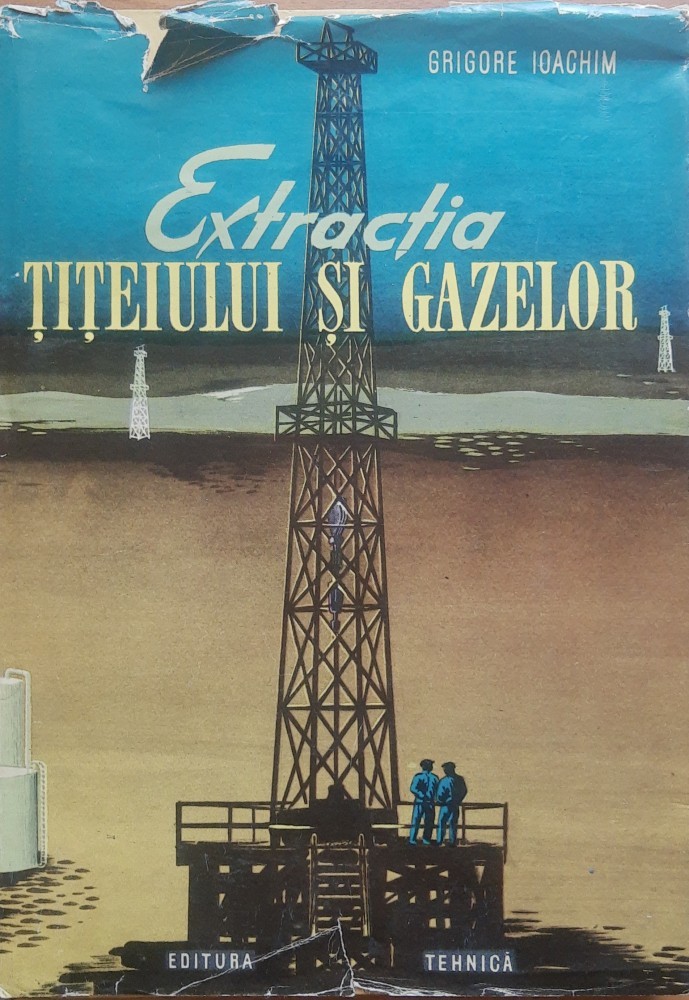 GRIGORE IOACHIM
Extracția
ȚIȚEIULUI ȘI GAZELOR
EDITURA TEHNICĂ